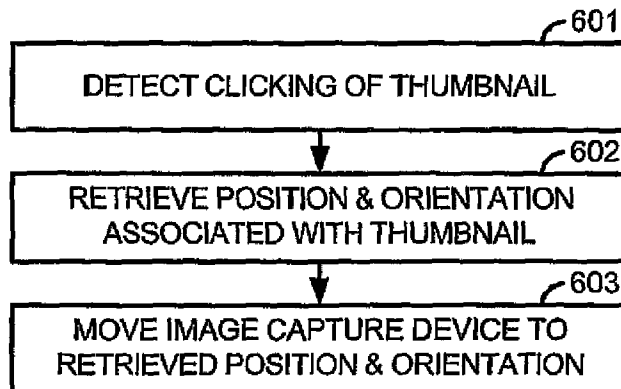 601
DETECT CLICKING OF THUMBNAIL
602
RETRIEVE POSITION & ORIENTATION
ASSOCIATED WITH THUMBNAIL
603
MOVE IMAGE CAPTURE DEVICE TO
RETRIEVED POSITION & ORIENTATION